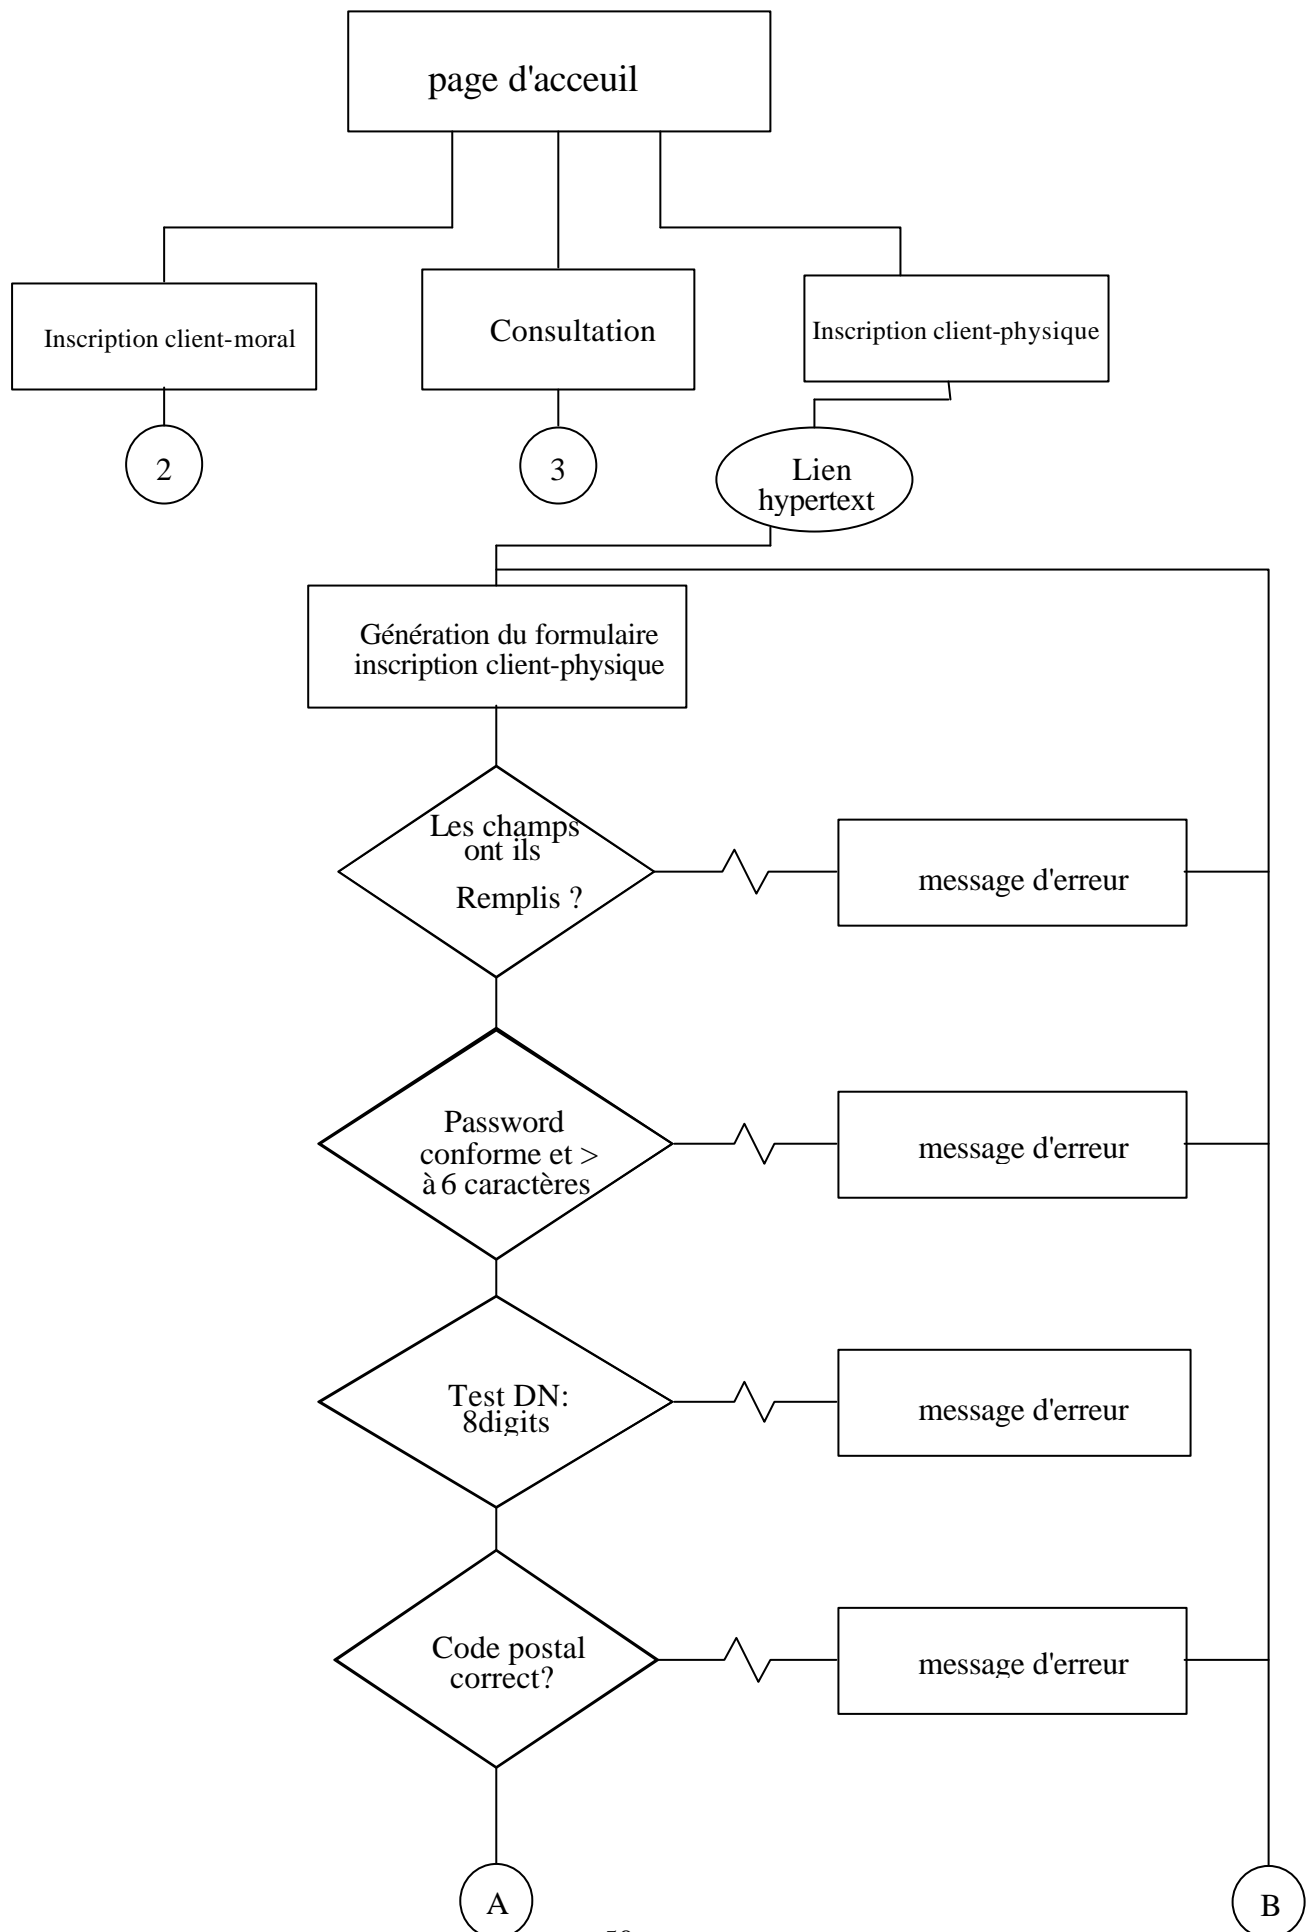 page d'acceuil
Inscription client-moral
Consultation
Inscription client-physique
2
3
Lien
hypertext
Génération du formulaire
inscription client-physique
Les champs
ont ils
Remplis ?
message d'erreur
Password
conforme et >
à 6 caractères
message d'erreur
Test DN:
8digits
message d'erreur
Code postal
correct?
message d'erreur
A
B